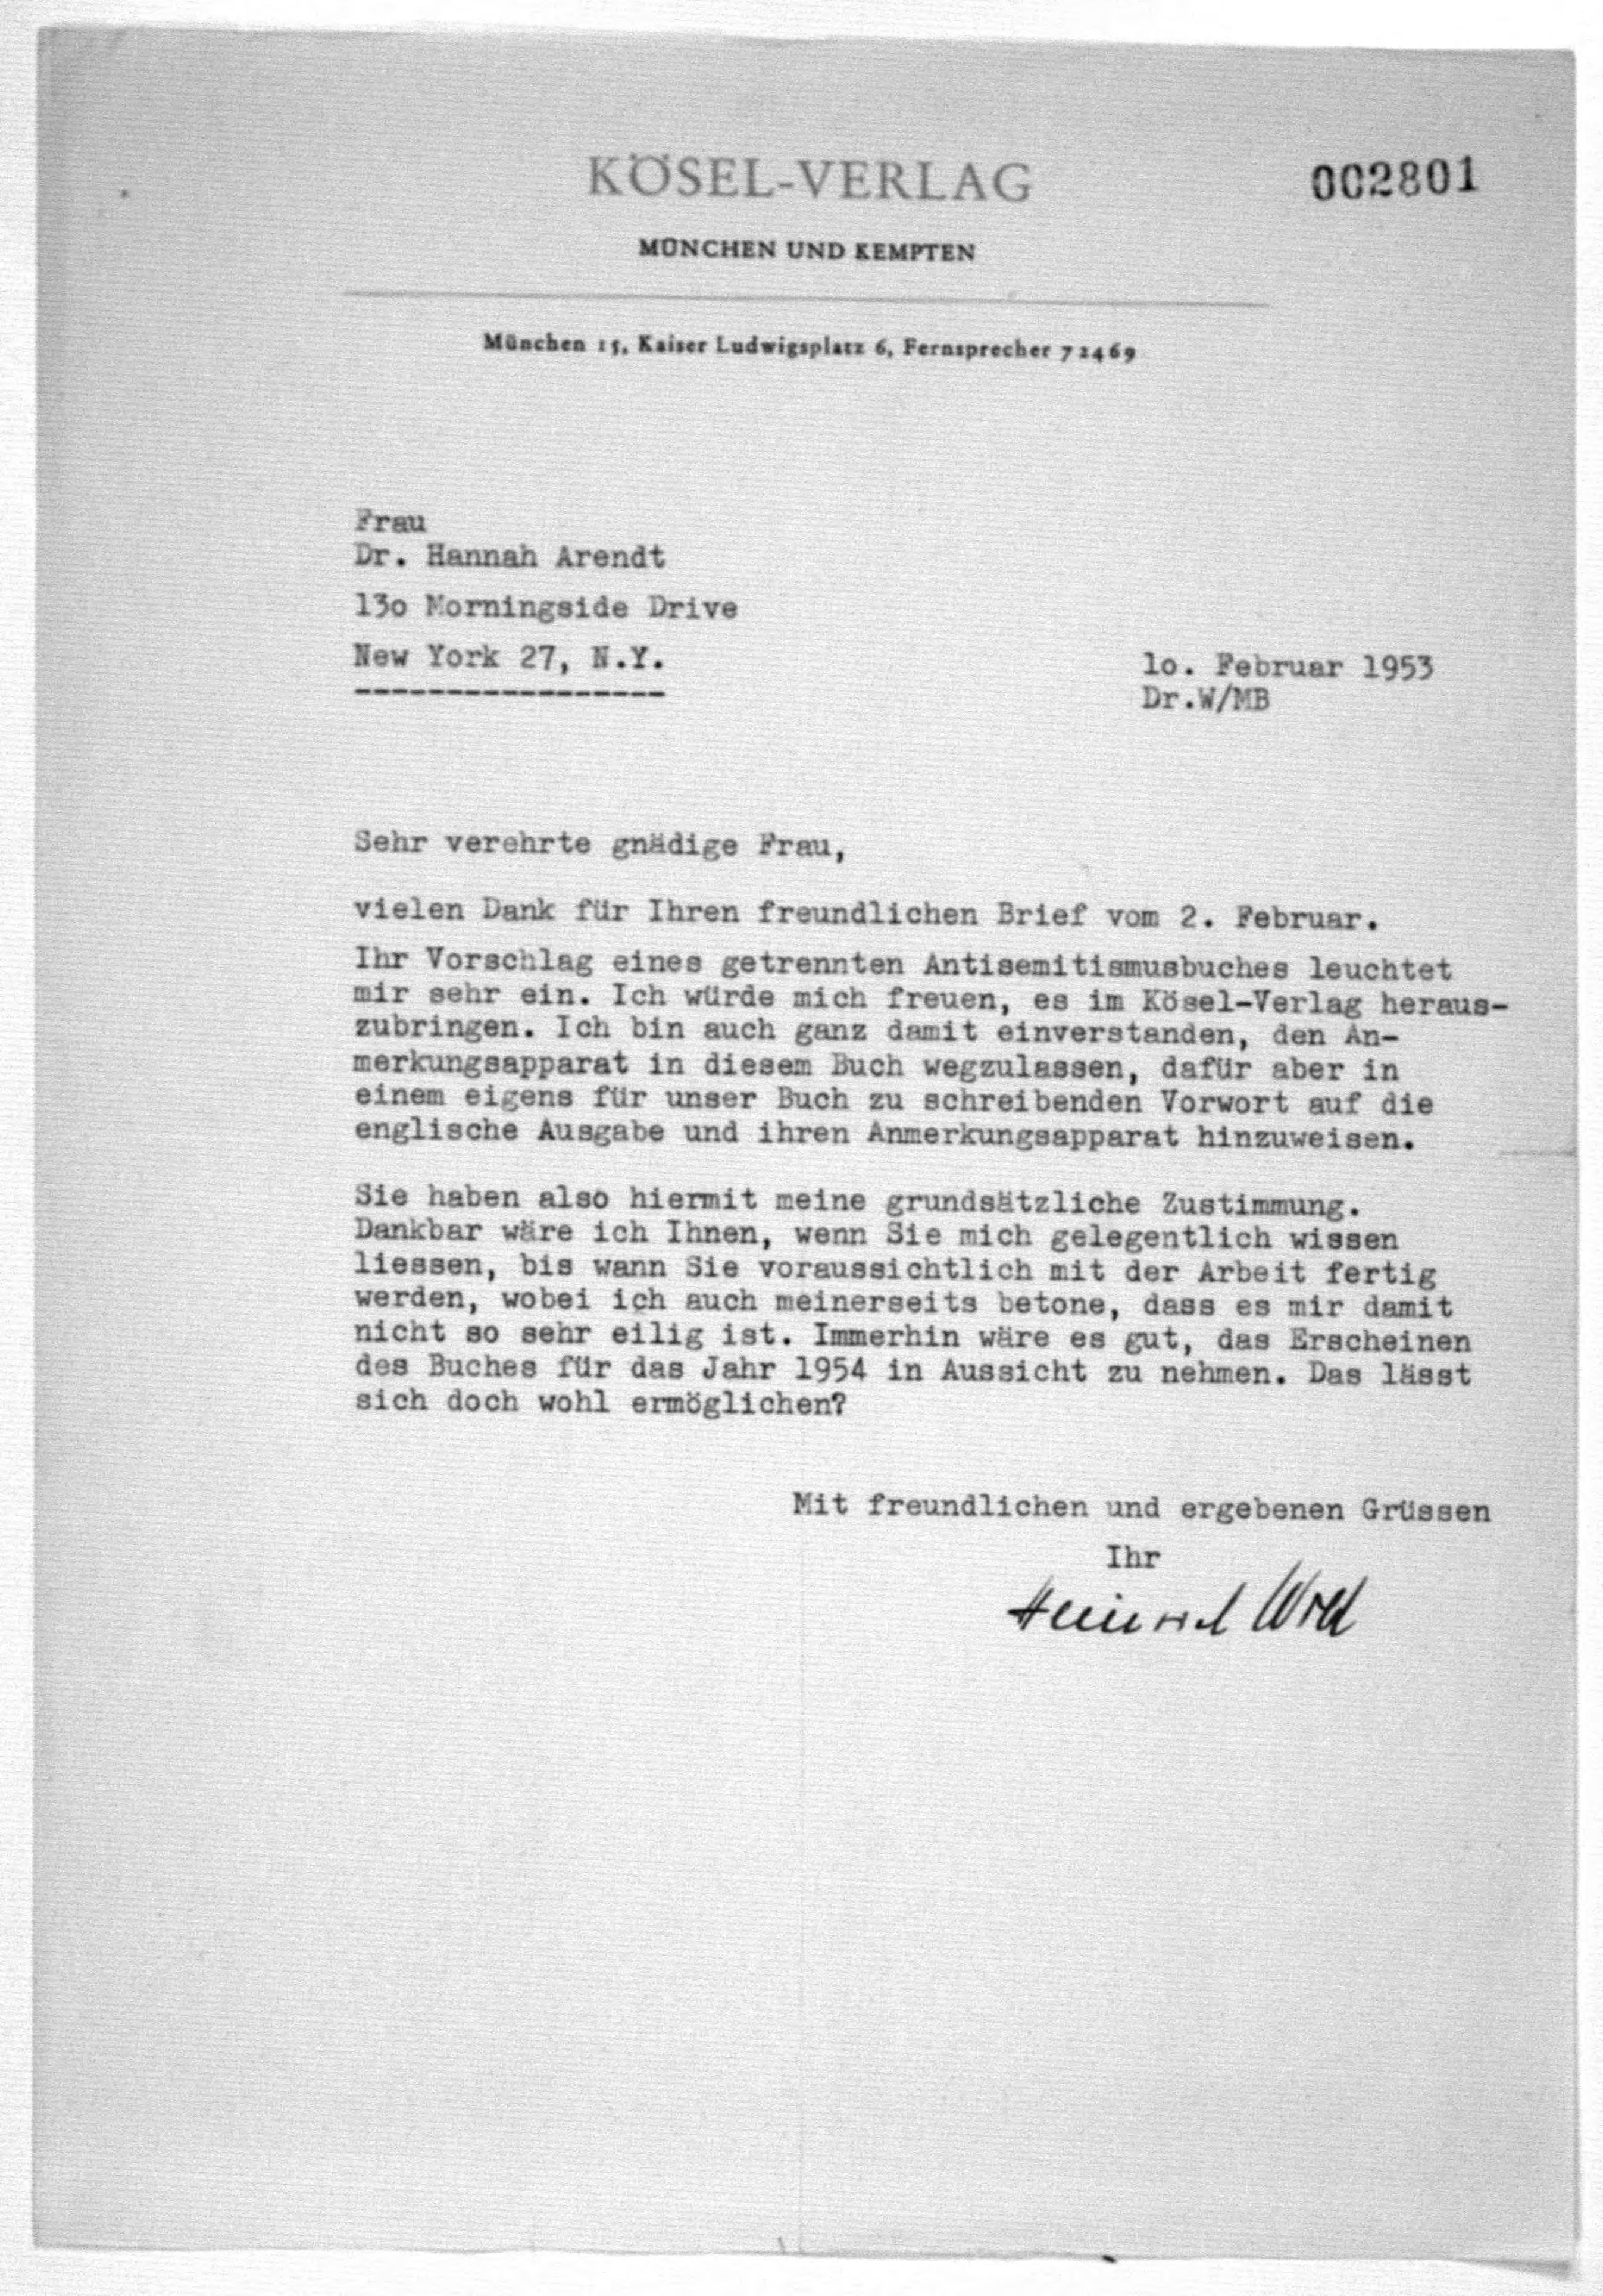 KÖSEL-VERLAG
002801
MÜNCHEN UND KEMPTEN
München 15, Kaiser Ludwigsplatz 6, Fernsprecher 72469
Frau
Dr. Hannah Arendt
13o Morningside Drive
New York 27, N.Y.
1o. Februar 1953
Dr.W/MB
Sehr verehrte gnädige Frau,
vielen Dank für Ihren freundlichen Brief vom 2. Februar.
Ihr Vorschlag eines getrennten Antisemitismusbuches leuchtet
mir sehr ein. Ich würde mich freuen, es im Kösel-Verlag heraus-
zubringen. Ich bin auch ganz damit einverstanden, den An-
merkungsapparat in diesem Buch wegzulassen, dafür aber in
einem eigens für unser Buch zu schreibenden Vorwort auf die
englische Ausgabe und ihren Anmerkungsapparat hinzuweisen.
Sie haben also hiermit meine grundsätzliche Zustimmung.
Dankbar wäre ich Ihnen, wenn Sie mich gelegentlich wissen
liessen, bis wann Sie voraussichtlich mit der Arbeit fertig
werden, wobei ich auch meinerseits betone, dass es mir damit
nicht so sehr eilig ist. Immerhin wäre es gut, das Erscheinen
des Buches für das Jahr 1954 in Aussicht zu nehmen. Das lässt
sich doch wohl ermöglichen?
Mit freundlichen und ergebenen Grüssen
Ihr